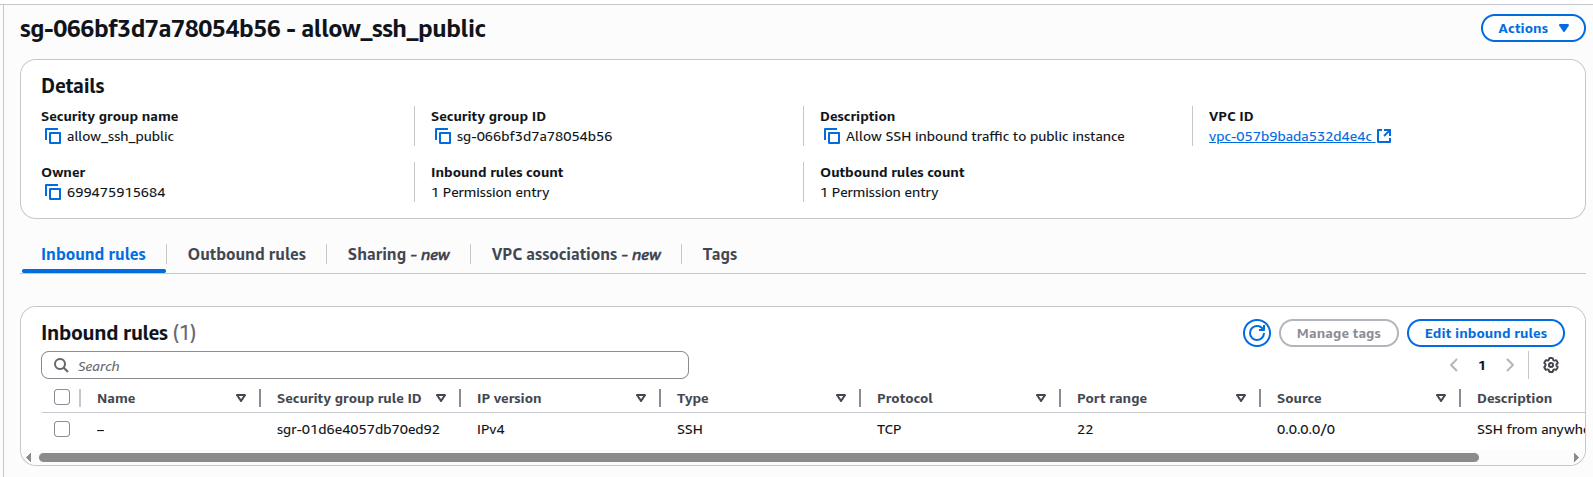 sg-066bf3d7a78054b56 - allow_ssh_public
Actions
Details
Security group name
allow_ssh_public
Security group ID
sg-066bf3d7a78054b56
Description
Allow SSH inbound traffic to public instance
VPC ID
vpc-057b9bada532d4e4c
Owner
699475915684
Inbound rules count
1 Permission entry
Outbound rules count
1 Permission entry
Inbound rules Outbound rules Sharing - new VPC associations - new Tags
Inbound rules (1)
Manage tags Edit inbound rules
Search
1
Name Security group rule ID IP version Type Protocol Port range Source Description
– sgr-01d6e4057db70ed92 IPv4 SSH TCP 22 0.0.0.0/0 SSH from anywh